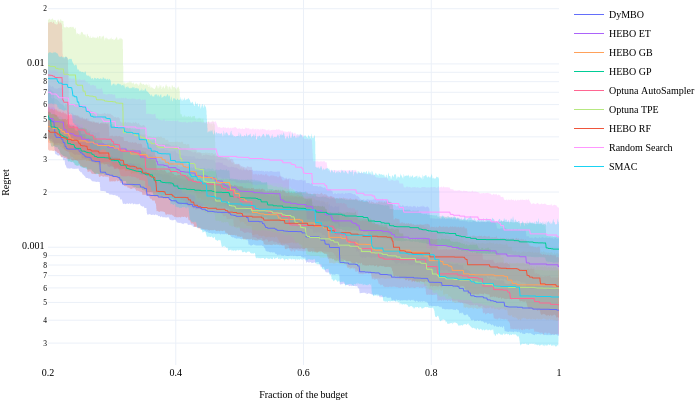 2
0.01
9
8
7
6
5
4
3
2
0.001
9
8
7
6
5
4
3
0.2
0.4
0.6
0.8
1
Fraction of the budget
Regret
DyMBO
HEBO ET
HEBO GB
HEBO GP
Optuna AutoSampler
Optuna TPE
HEBO RF
Random Search
SMAC